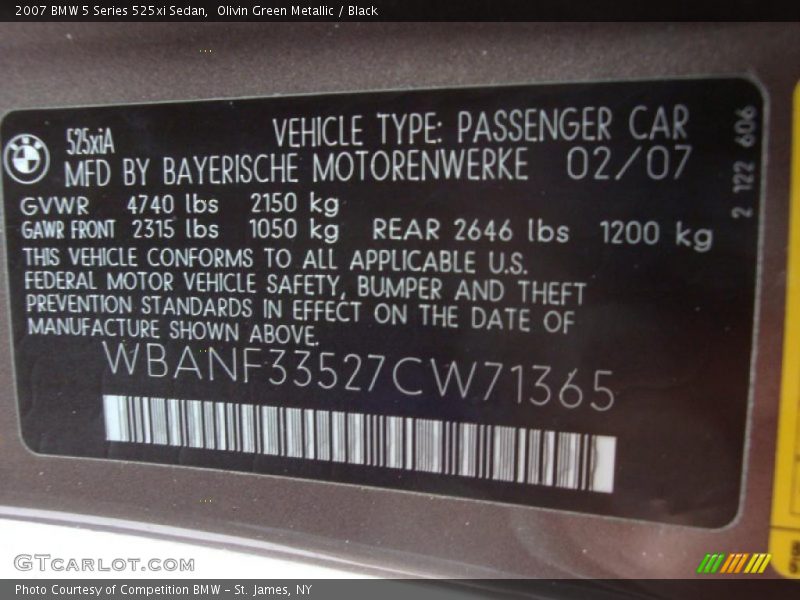 2007 BMW 5 Series 525xi Sedan,  Olivin Green Metallic / Black
525xiA
VEHICLE TYPE: PASSENGER CAR
MFD BY BAYERISCHE MOTORENWERKE 02/07
GVWR 4740 lbs 2150 kg
GAWR FRONT 2315 lbs 1050 kg REAR 2646 lbs 1200 kg
THIS VEHICLE CONFORMS TO ALL APPLICABLE U.S.
FEDERAL MOTOR VEHICLE SAFETY, BUMPER AND THEFT
PREVENTION STANDARDS IN EFFECT ON THE DATE OF
MANUFACTURE SHOWN ABOVE.
WBANF33527CW71365
2 122 606
GTCARLOT.COM
Photo Courtesy of Competition BMW – St. James, NY